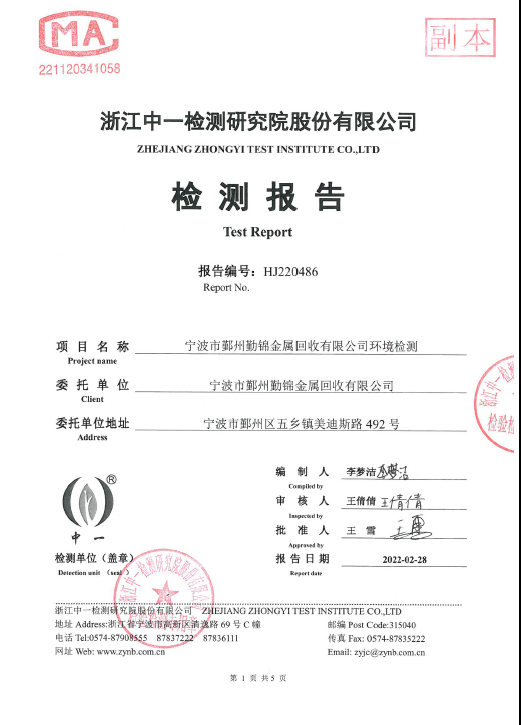 MA
221120341058
副本
浙江中一检测研究院股份有限公司
ZHEJIANG ZHONGYI TEST INSTITUTE CO.,LTD
检测报告
Test Report
报告编号: HJ220486
Report No.
项目名称 宁波市鄞州勤锦金属回收有限公司环境检测
Project name
委托单位 宁波市鄞州勤锦金属回收有限公司
Client
委托单位地址 宁波市鄞州区五乡镇美迪斯路 492 号
Address
编制人 李梦洁 李梦洁
Compiled by
审核人 王倩倩 王倩倩
Inspected by
批准人 王雪 王雪
Approved by
报告日期 2022-02-28
Report date
®
中一
检测单位（盖章）
Detection unit （seal）
浙江中一检测研究院股份有限公司 ZHEJIANG ZHONGYI TEST INSTITUTE CO.,LTD
地址 Address:浙江省宁波市高新区清逸路 69 号 C 幢 邮编 Post Code:315040
电话 Tel:0574-87908555 87837222 87836111 传真 Fax: 0574-87835222
网址 Web: www.zynb.com.cn Email: zyjc@zynb.com.cn
第 1 页 共 5 页